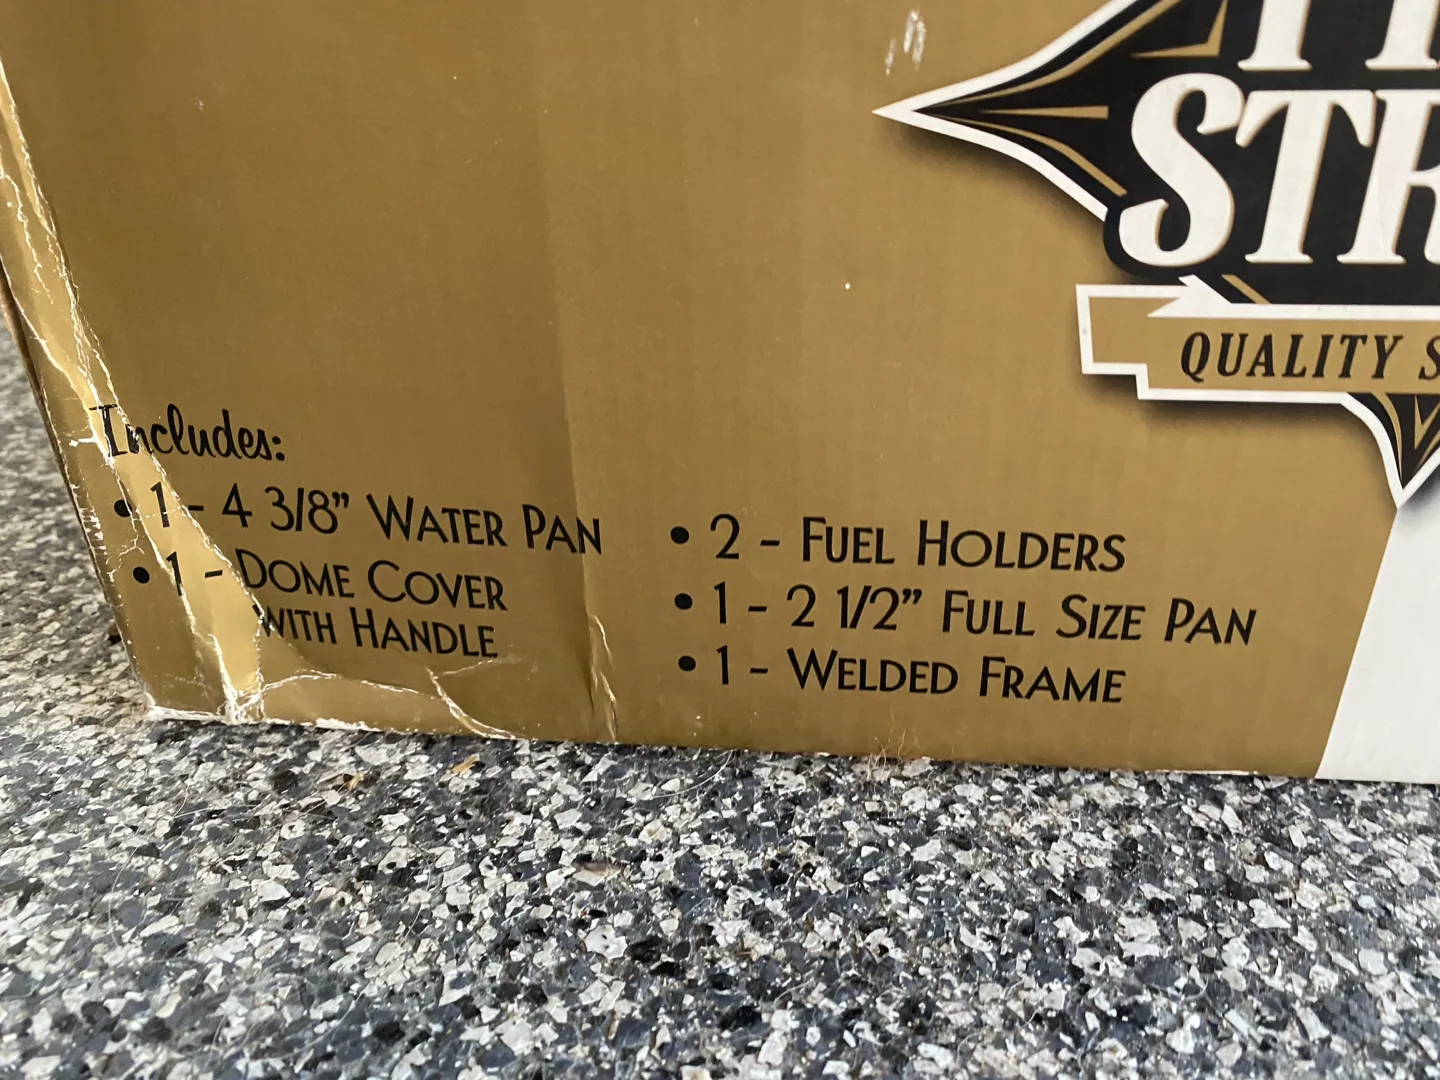 STR
QUALITY S
Includes:
• 1 - 4 3/8” WATER PAN
• 1 - DOME COVER
WITH HANDLE
• 2 - FUEL HOLDERS
• 1 - 2 1/2” FULL SIZE PAN
• 1 - WELDED FRAME